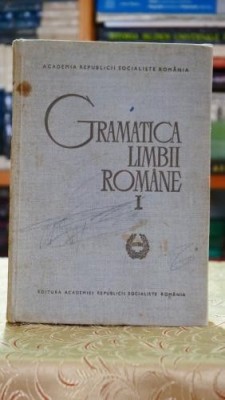 ACADEMIA REPUBLICII SOCIALISTE ROMÂNIA
GRAMATICA
LIMBII
ROMÂNE
I
EDITURA ACADEMIEI REPUBLICII SOCIALISTE ROMÂNIA